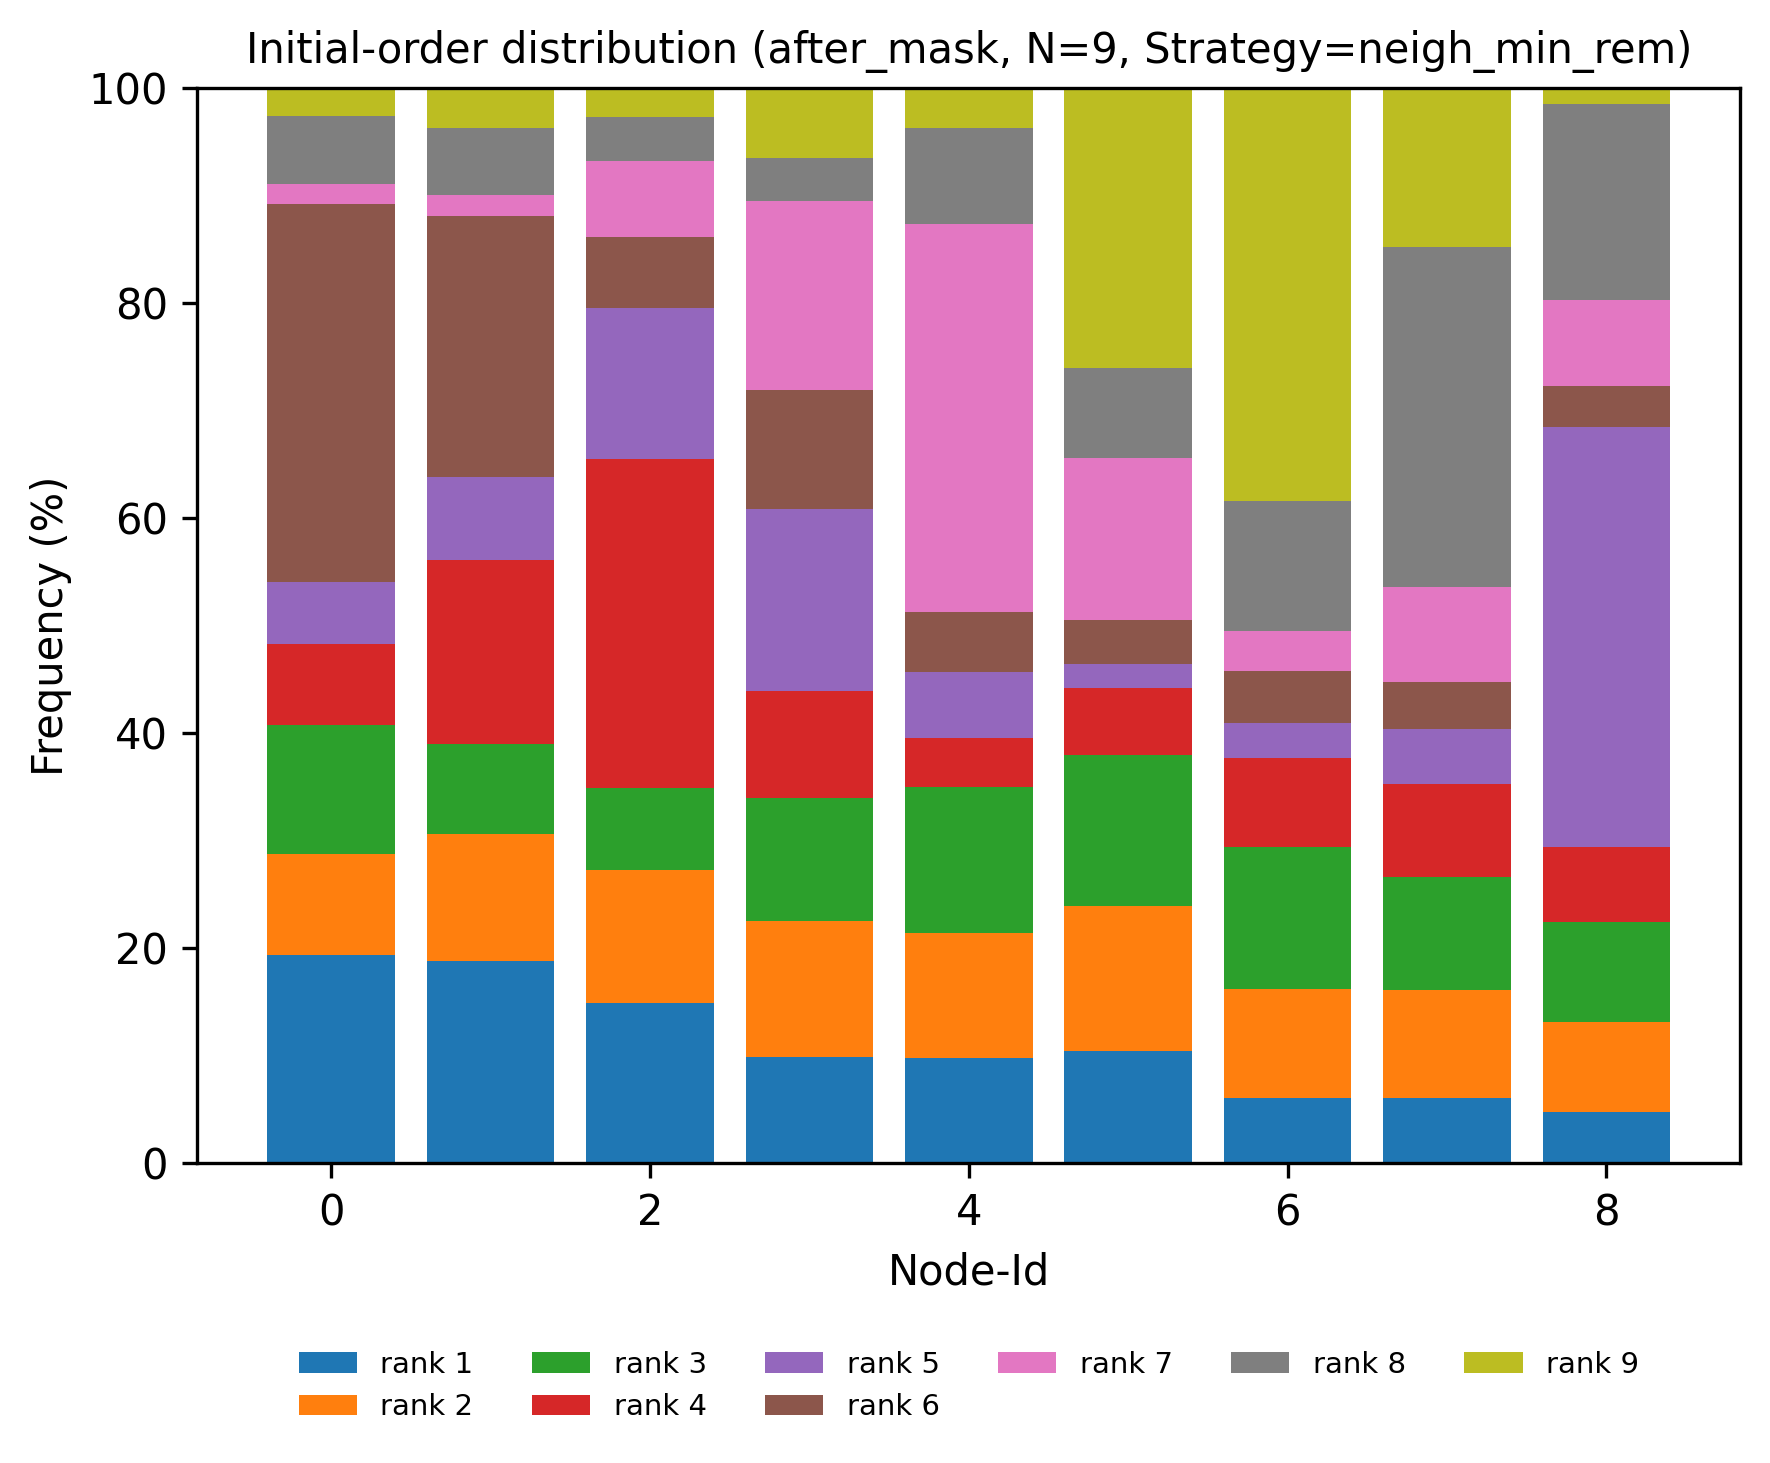 Initial-order distribution (after_mask, N=9, Strategy=neigh_min_rem)
100
80
60
40
20
0
Frequency (%)
0 2 4 6 8
Node-Id
rank 1 rank 3 rank 5 rank 7 rank 8 rank 9
rank 2 rank 4 rank 6